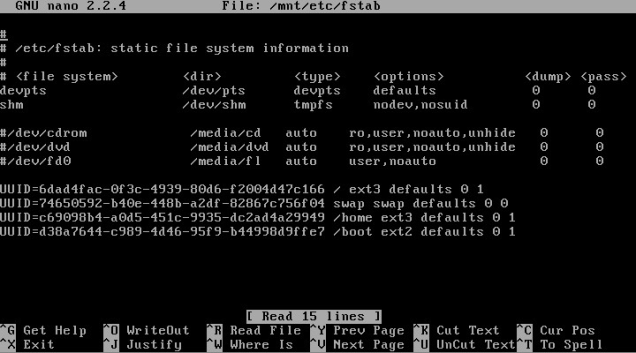 GNU nano 2.2.4 File: /mnt/etc/fstab
#
# /etc/fstab: static file system information
#
# <file system> <dir> <type> <options> <dump> <pass>
devpts /dev/pts devpts defaults 0 0
shm /dev/shm tmpfs nodev,nosuid 0 0
#/dev/cdrom /media/cd auto ro,user,noauto,unhide 0 0
#/dev/dvd /media/dvd auto ro,user,noauto,unhide 0 0
#/dev/fd0 /media/fl auto user,noauto 0 0
UUID=6dad4fac-0f3c-4939-80d6-f2004d47c166 / ext3 defaults 0 1
UUID=74650592-b40e-448b-a2df-82867c756f04 swap swap defaults 0 0
UUID=c69098b4-a0d5-451c-9935-dc2ad4a29949 /home ext3 defaults 0 1
UUID=d38a7644-c989-4d46-95f9-b44998d9ffe7 /boot ext2 defaults 0 1
[ Read 15 lines ]
^G Get Help ^O WriteOut ^R Read File ^Y Prev Page ^K Cut Text ^C Cur Pos
^X Exit ^J Justify ^W Where Is ^V Next Page ^U UnCut Text ^T To Spell